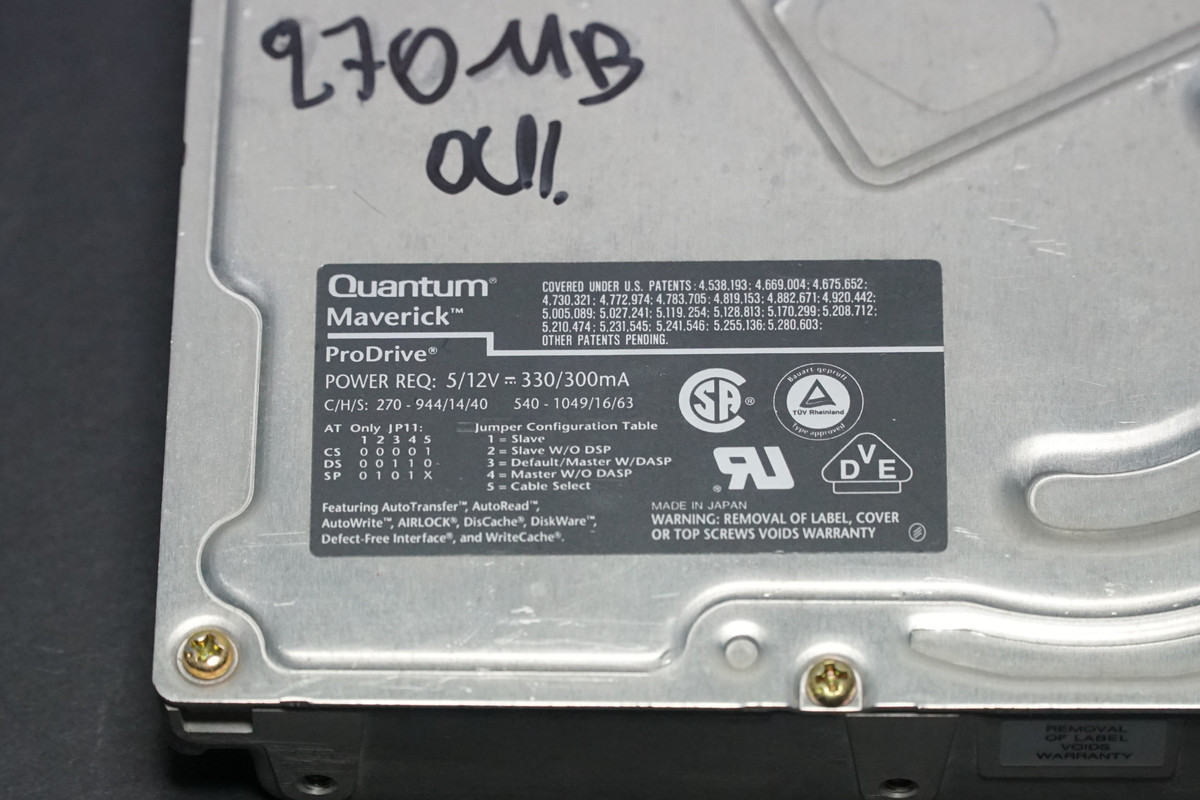 270 MB
Quantum®
Maverick™
COVERED UNDER U.S. PATENTS: 4.538.193; 4.669.004; 4.675.652;
4.730.321; 4.772.974; 4.783.705; 4.819.153; 4.882.671; 4.920.442;
5.005.089; 5.027.241; 5.119.254; 5.128.813; 5.170.299; 5.208.712;
5.210.474; 5.231.545; 5.241.546; 5.255.136; 5.280.603;
OTHER PATENTS PENDING.
ProDrive®
POWER REQ: 5/12V ⎓ 330/300mA
C/H/S: 270 - 944/14/40 540 - 1049/16/63
AT Only JP11:
1 2 3 4 5
CS 0 0 0 0 1
DS 0 0 1 1 0
SP 0 1 0 1 X
Jumper Configuration Table
1 = Slave
2 = Slave W/O DSP
3 = Default/Master W/DASP
4 = Master W/O DASP
5 = Cable Select
Featuring AutoTransfer™, AutoRead™,
AutoWrite™, AIRLOCK®, DisCache®, DiskWare™,
Defect-Free Interface®, and WriteCache®.
SA®
Bauart geprüft
TÜV Rheinland
Type approved
DVE
MADE IN JAPAN
WARNING: REMOVAL OF LABEL, COVER
OR TOP SCREWS VOIDS WARRANTY
REMOVAL
OF LABEL
VOIDS
WARRANTY